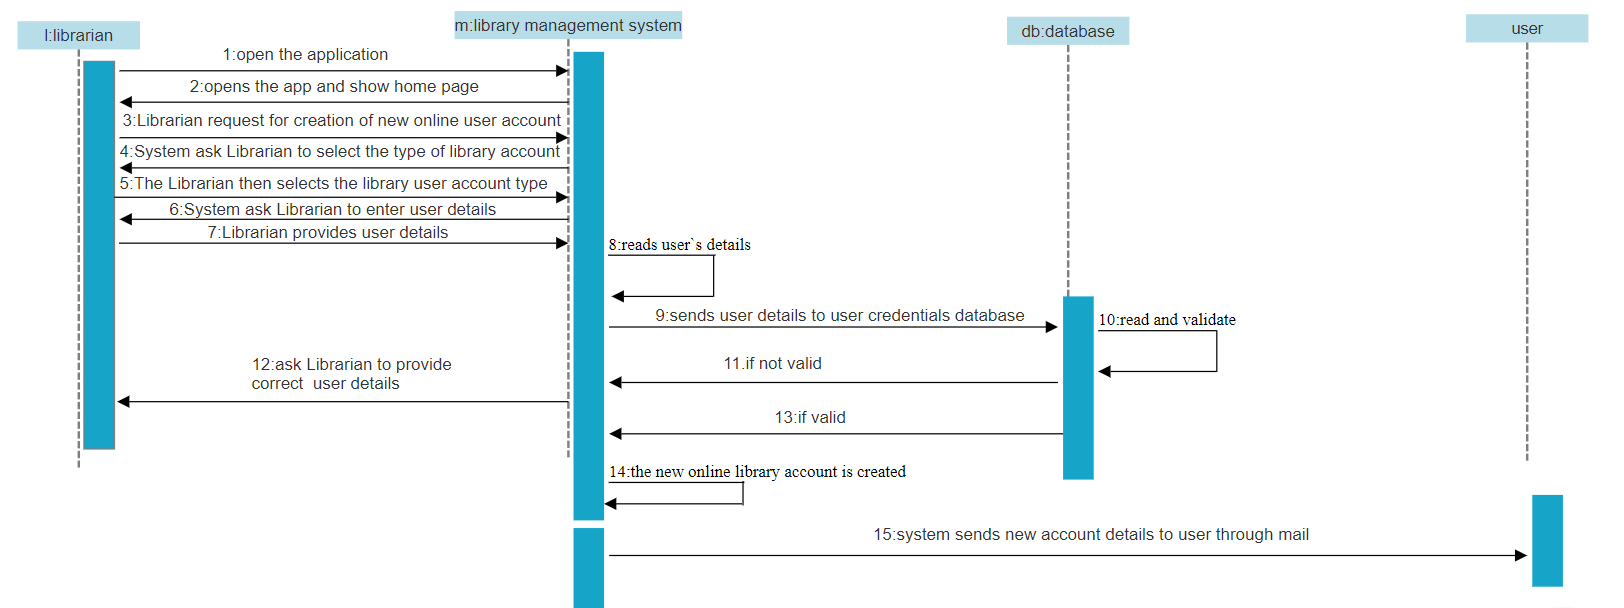 l:librarian
m:library management system
db:database
user
1:open the application
2:opens the app and show home page
3:Librarian request for creation of new online user account
4:System ask Librarian to select the type of library account
5:The Librarian then selects the library user account type
6:System ask Librarian to enter user details
7:Librarian provides user details
8:reads user`s details
9:sends user details to user credentials database
10:read and validate
11.if not valid
12:ask Librarian to provide
correct user details
13:if valid
14:the new online library account is created
15:system sends new account details to user through mail